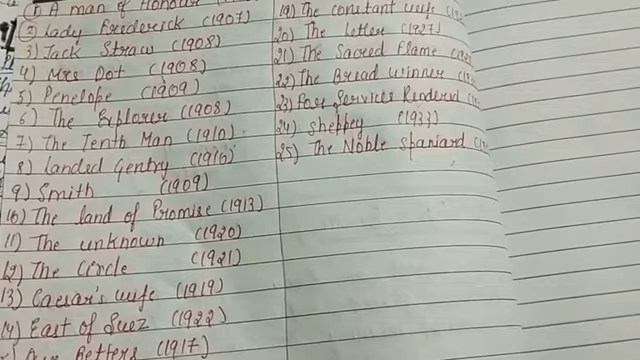 1) A man of Honour
2) Lady Frederick (1907)
3) Jack Straw (1908)
4) Mrs Dot (1908)
5) Penelope (1909)
6) The Explorer (1908)
7) The Tenth Man (1910)
8) Landed Gentry (1910)
9) Smith (1909)
10) The land of Promise (1913)
11) The unknown (1920)
12) The Circle (1921)
13) Caesar's wife (1919)
14) East of Suez (1922)
Betters (1917)
19) The constant wife
20) The Letter (1927)
21) The Sacred Flame
22) The Bread winner
23) For Services Rendered
24) Sheppey (1933)
25) The Noble Spaniard